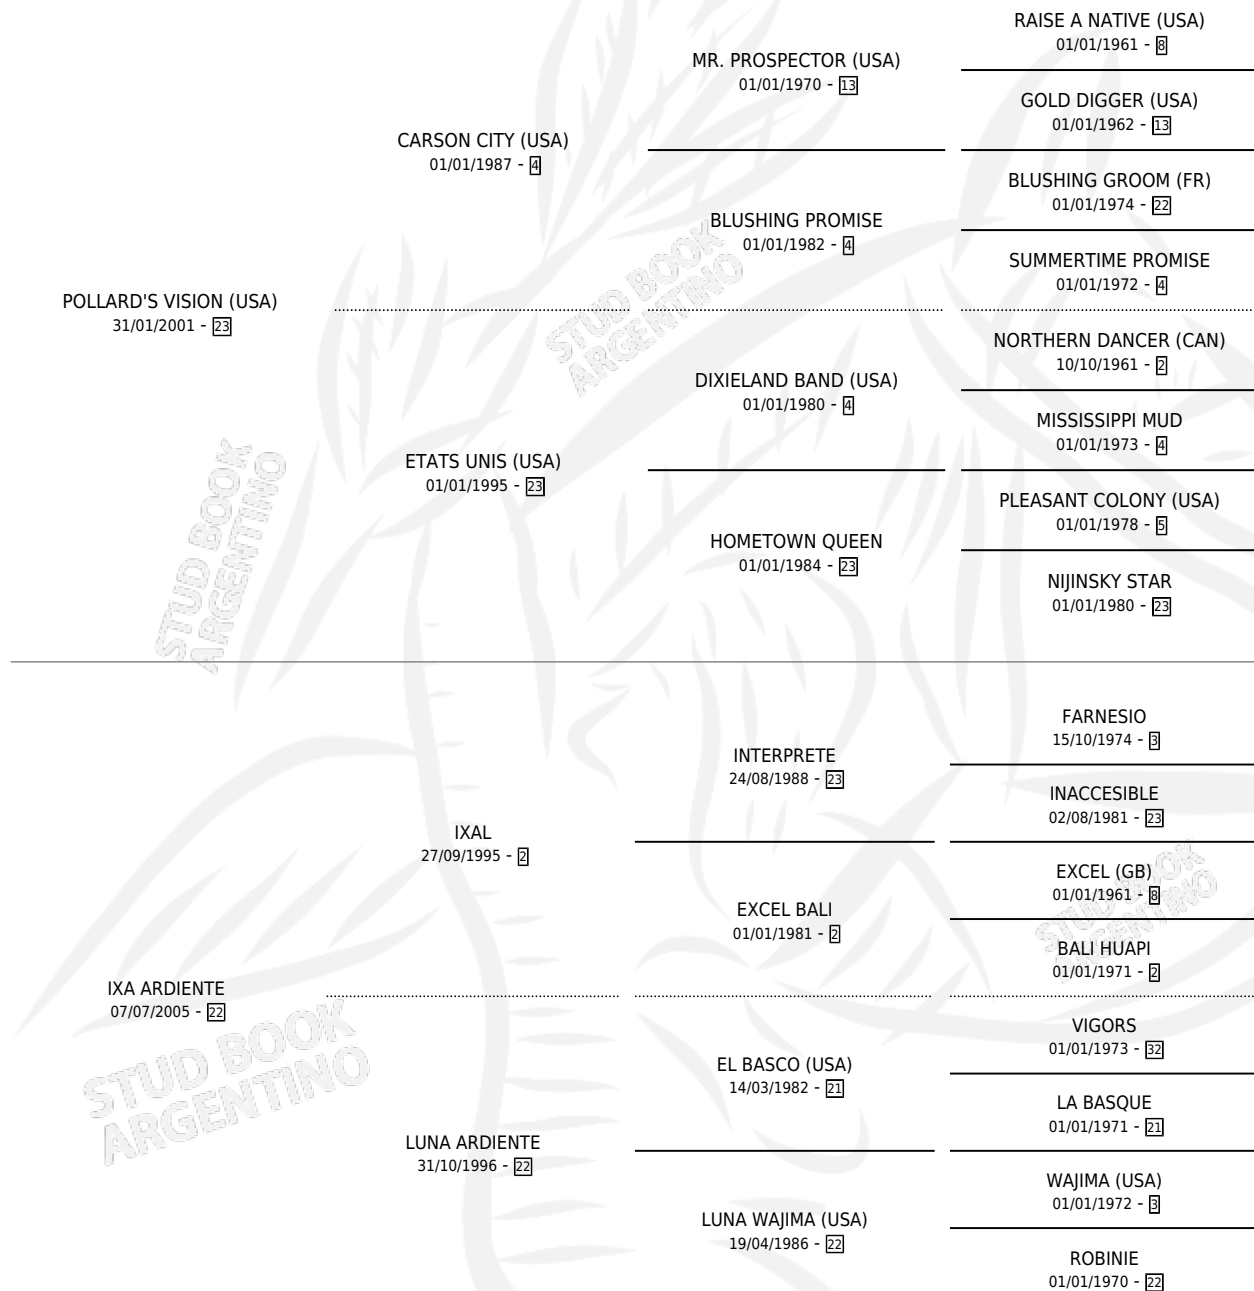 RAISE A NATIVE (USA)
01/01/1961 - 8
MR. PROSPECTOR (USA)
01/01/1970 - 13
GOLD DIGGER (USA)
01/01/1962 - 13
CARSON CITY (USA)
01/01/1987 - 4
BLUSHING GROOM (FR)
01/01/1974 - 22
BLUSHING PROMISE
01/01/1982 - 4
SUMMERTIME PROMISE
01/01/1972 - 4
POLLARD'S VISION (USA)
31/01/2001 - 23
NORTHERN DANCER (CAN)
10/10/1961 - 2
DIXIELAND BAND (USA)
01/01/1980 - 4
MISSISSIPPI MUD
01/01/1973 - 4
ETATS UNIS (USA)
01/01/1995 - 23
PLEASANT COLONY (USA)
01/01/1978 - 5
HOMETOWN QUEEN
01/01/1984 - 23
NIJINSKY STAR
01/01/1980 - 23
FARNESIO
15/10/1974 - 3
INTERPRETE
24/08/1988 - 23
INACCESIBLE
02/08/1981 - 23
IXAL
27/09/1995 - 2
EXCEL (GB)
01/01/1961 - 8
EXCEL BALI
01/01/1981 - 2
BALI HUAPI
01/01/1971 - 2
IXA ARDIENTE
07/07/2005 - 22
VIGORS
01/01/1973 - 32
EL BASCO (USA)
14/03/1982 - 21
LA BASQUE
01/01/1971 - 21
LUNA ARDIENTE
31/10/1996 - 22
WAJIMA (USA)
01/01/1972 - 3
LUNA WAJIMA (USA)
19/04/1986 - 22
ROBINIE
01/01/1970 - 22
STUD BOOK
ARGENTINO
STUD BOOK
ARGENTINO
STUD BOOK
ARGENTINO
STUD BOOK
ARGENTINO